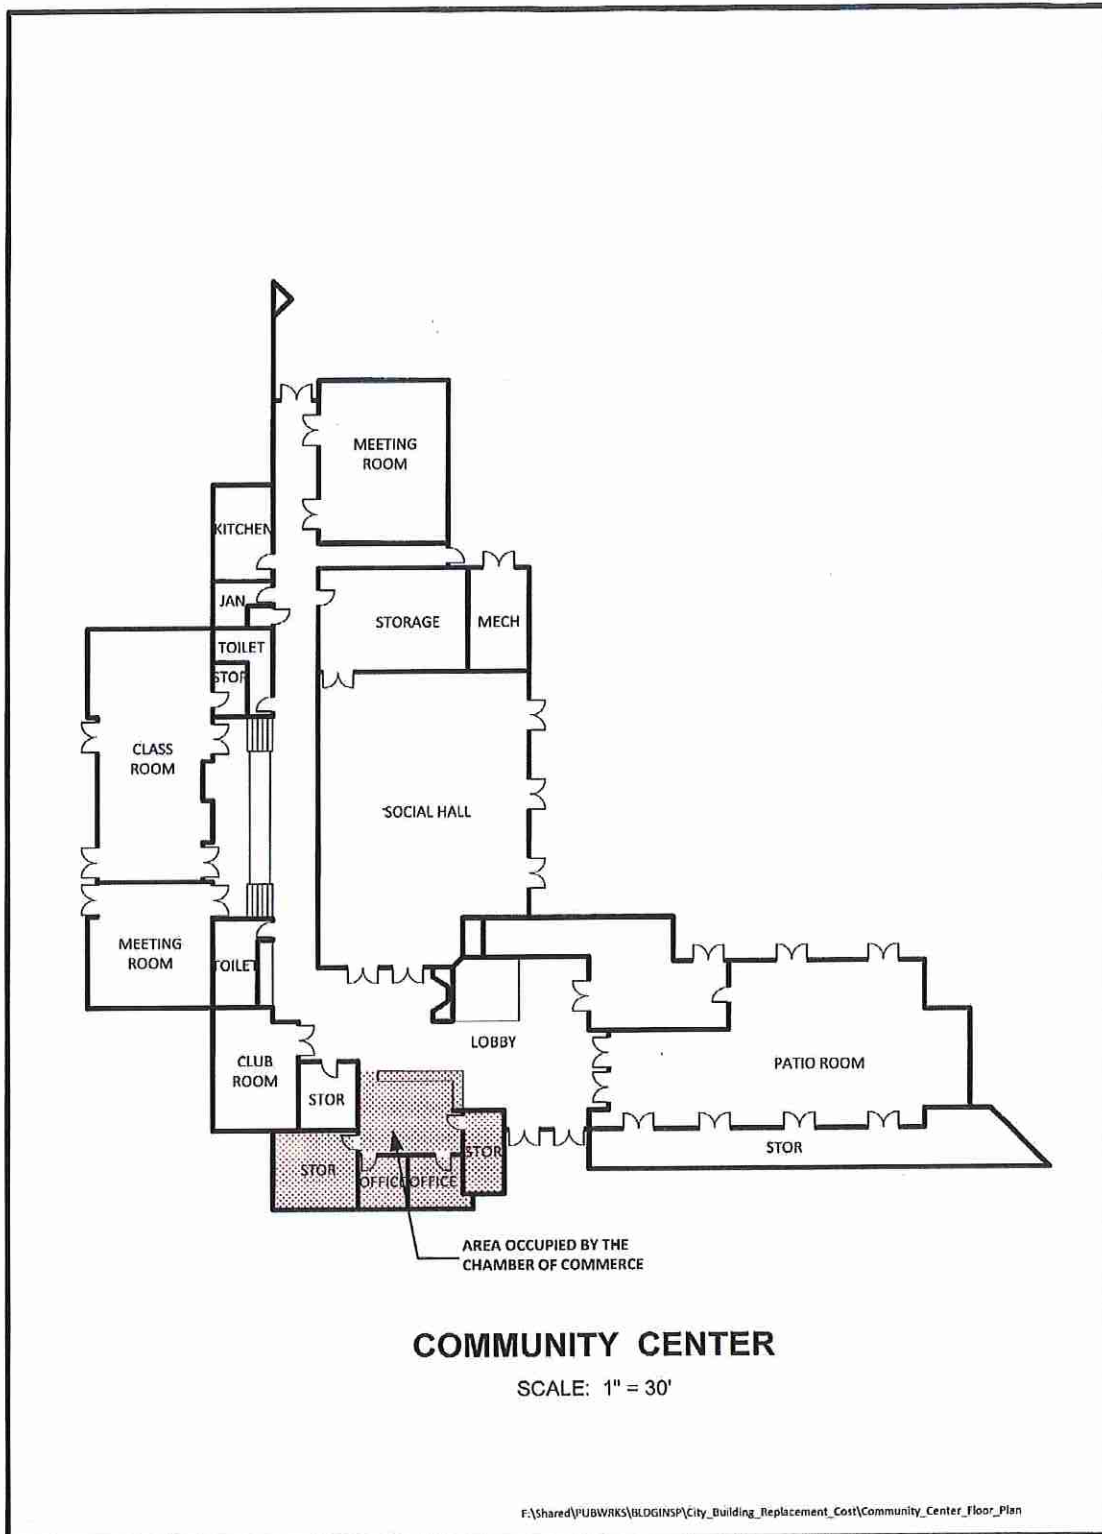 MEETING
ROOM
KITCHEN
JAN
STORAGE
MECH
TOILET
STOR
CLASS
ROOM
SOCIAL HALL
MEETING
ROOM
TOILET
LOBBY
CLUB
ROOM
PATIO ROOM
STOR
STOR
STOR
STOR
OFFICE
OFFICE
AREA OCCUPIED BY THE
CHAMBER OF COMMERCE
COMMUNITY CENTER
SCALE: 1" = 30'
F:\Shared\PUBWRKS\BLDGINSP\City_Building_Replacement_Cost\Community_Center_Floor_Plan